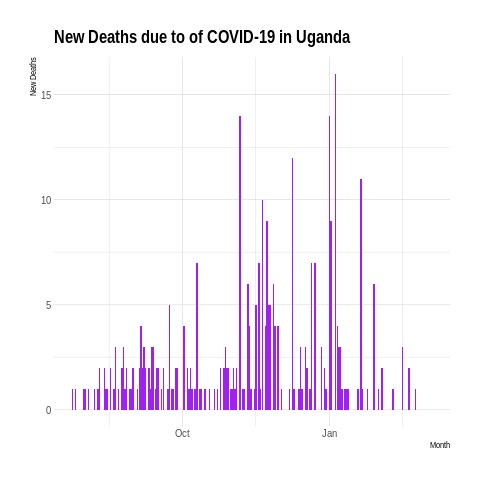 New Deaths due to of COVID-19 in Uganda
New Deaths
15
10
5
0
Oct
Jan
Month